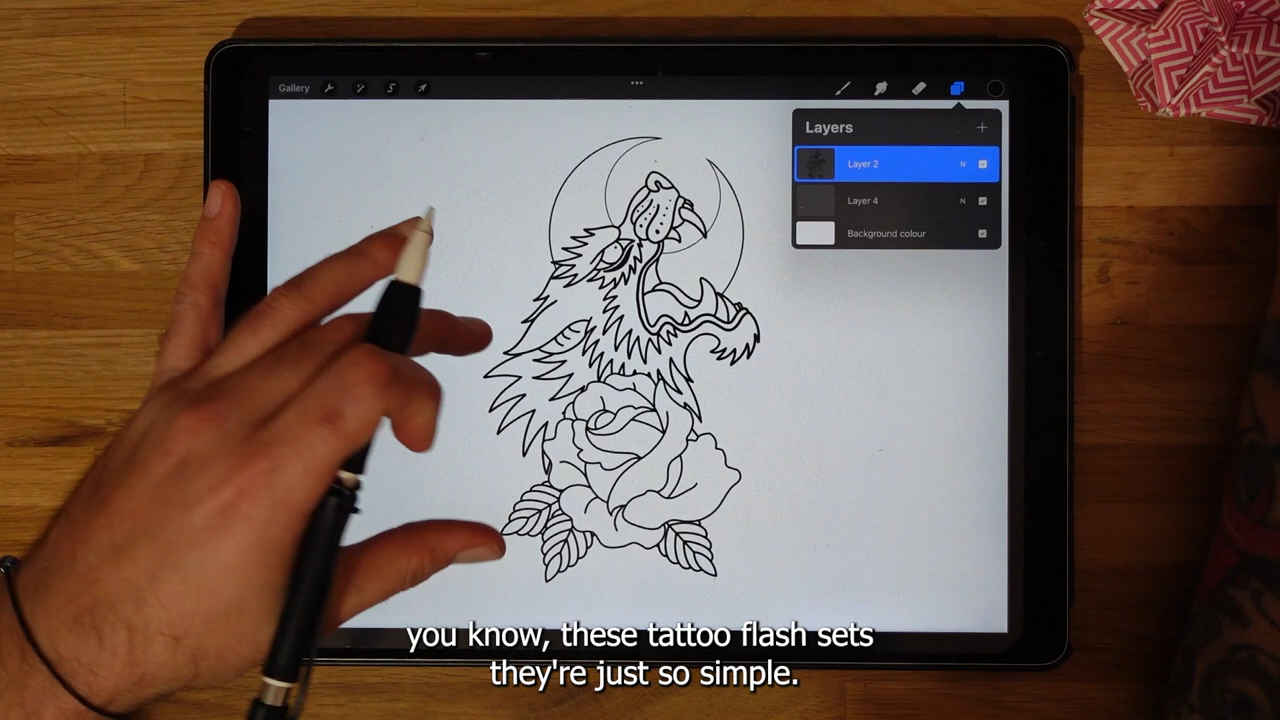 Gallery
Layers
Layer 2 N
Layer 4 N
Background colour
you know, these tattoo flash sets
they're just so simple.